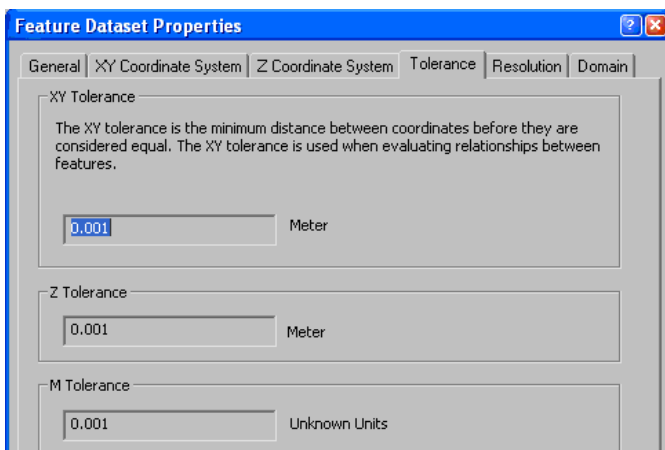 Feature Dataset Properties
General XY Coordinate System Z Coordinate System Tolerance Resolution Domain
XY Tolerance
The XY tolerance is the minimum distance between coordinates before they are
considered equal. The XY tolerance is used when evaluating relationships between
features.
0.001 Meter
Z Tolerance
0.001 Meter
M Tolerance
0.001 Unknown Units